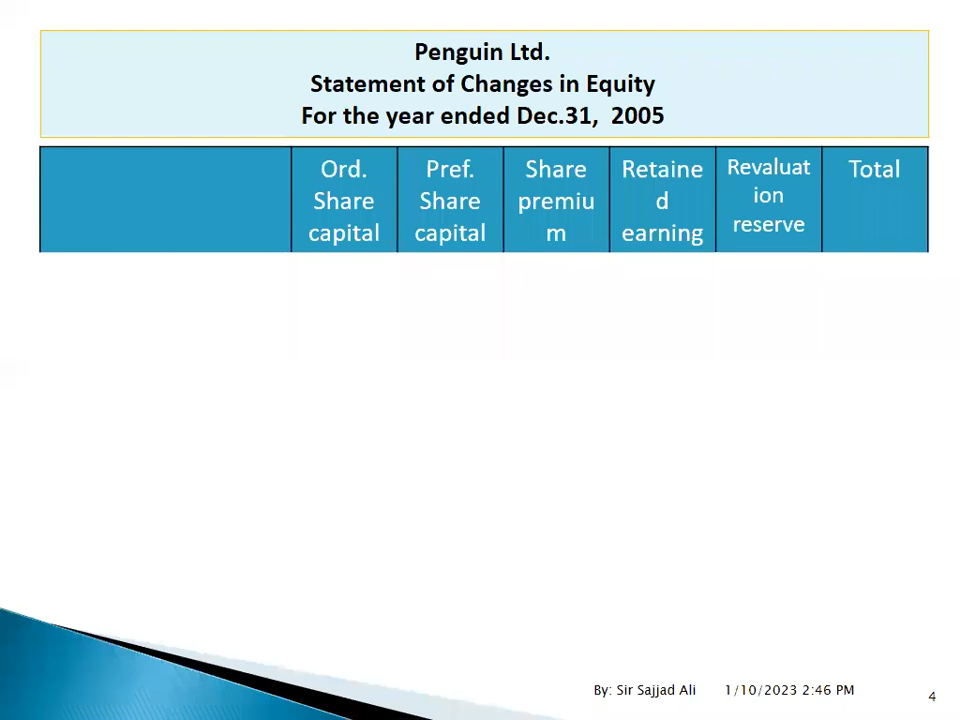 Penguin Ltd.
Statement of Changes in Equity
For the year ended Dec.31, 2005
Ord.
Share
capital
Pref.
Share
capital
Share
premiu
m
Retaine
d
earning
Revaluat
ion
reserve
Total
By: Sir Sajjad Ali 1/10/2023 2:46 PM
4